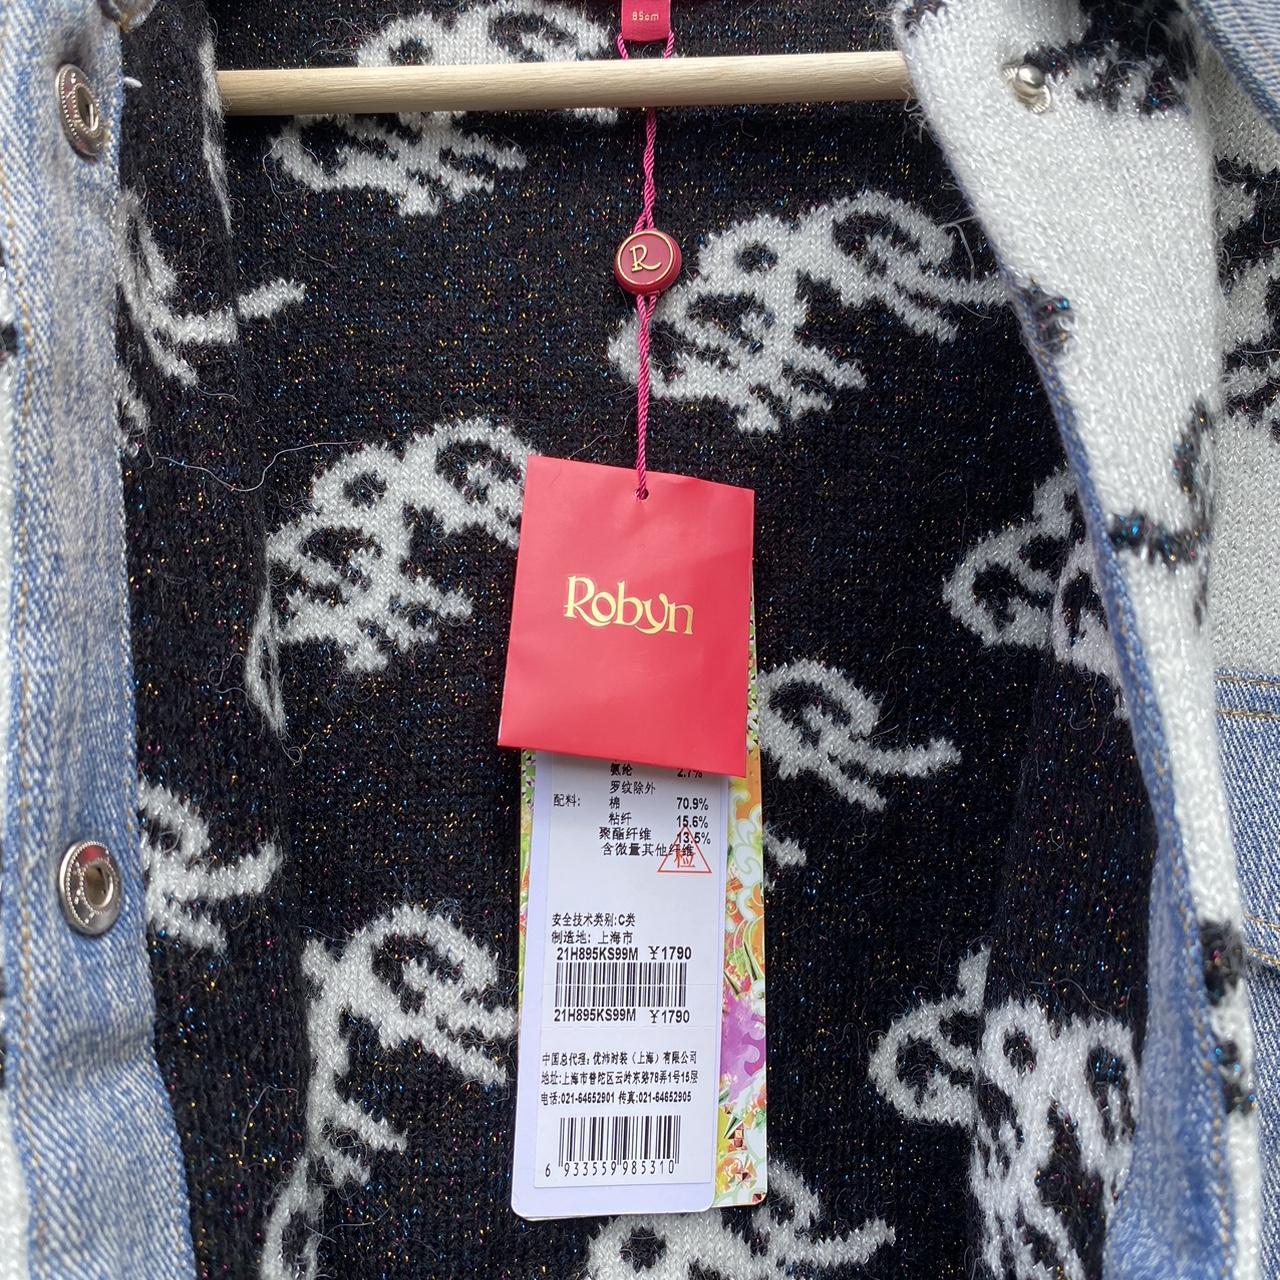 85cm
R
Robyn
氨纶 2.7%
罗纹除外
配料: 棉 70.9%
粘纤 15.6%
聚酯纤维 13.5%
含微量其他纤维
检
安全技术类别:C类
制造地: 上海市
21H895KS99M ¥1790
21H895KS99M ¥1790
中国总代理: 优沛时装(上海)有限公司
地址:上海市普陀区云岭东路78弄1号15层
电话:021-64652901 传真:021-64652905
6 933559 985310